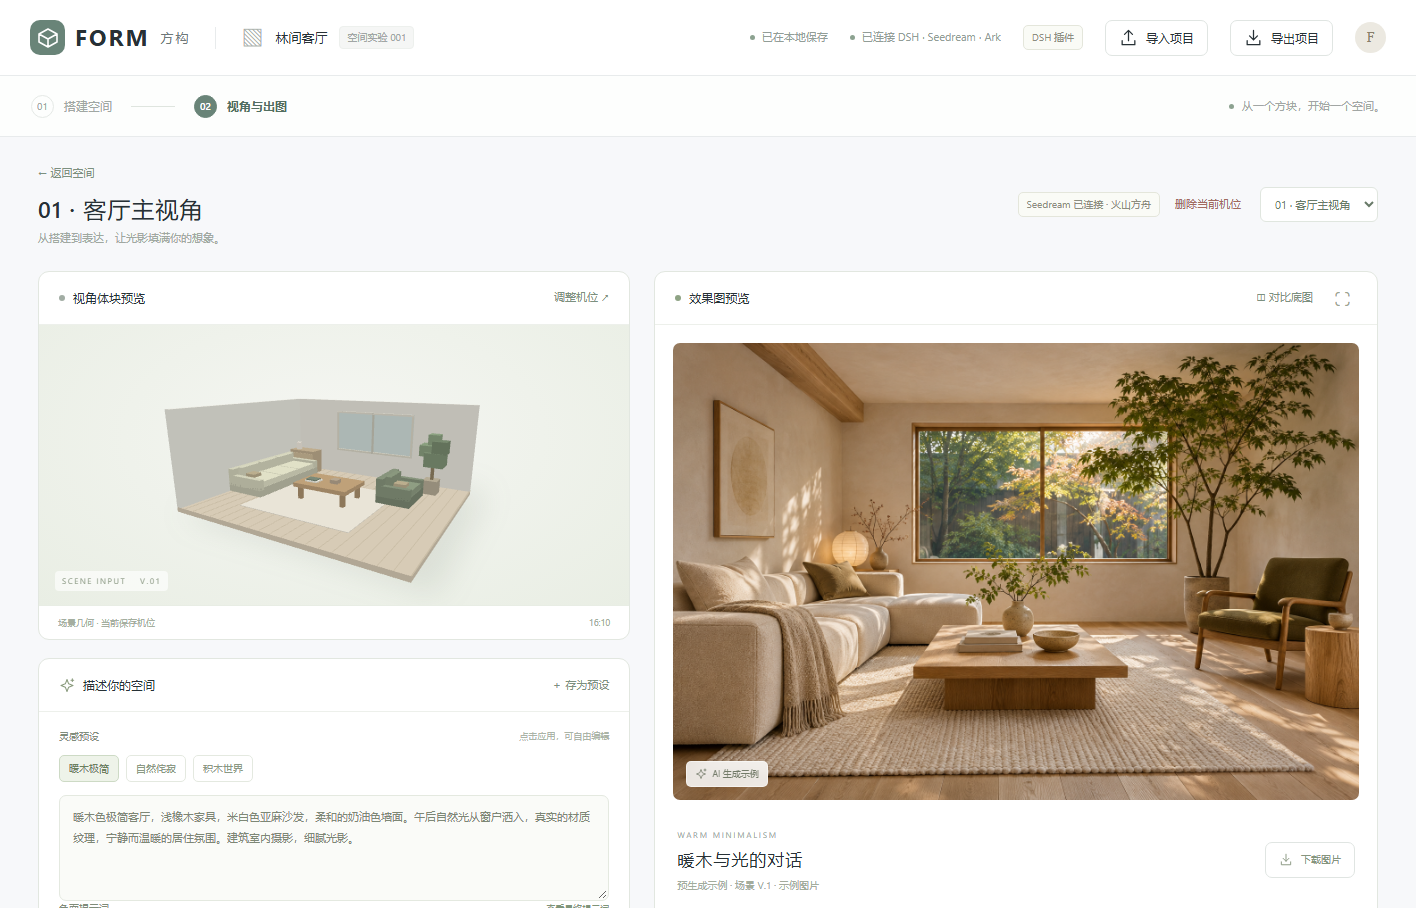 FORM 方构 林间客厅 空间实验 001 已在本地保存 已连接 DSH · Seedream · Ark DSH 插件 导入项目 导出项目 F
01 搭建空间 02 视角与出图 从一个方块，开始一个空间。
← 返回空间
01 · 客厅主视角
从搭建到表达，让光影填满你的想象。
Seedream 已连接 · 火山方舟 删除当前机位 01 · 客厅主视角
视角体块预览 调整机位 ↗
SCENE INPUT V.01
场景几何 · 当前保存机位 16:10
描述你的空间 + 存为预设
灵感预设 点击应用，可自由编辑
暖木极简 自然侘寂 积木世界
暖木色极简客厅，浅橡木家具，米白色亚麻沙发，柔和的奶油色墙面。午后自然光从窗户洒入，真实的材质
纹理，宁静而温暖的居住氛围。建筑室内摄影，细腻光影。
效果图预览 对比底图
AI 生成示例
WARM MINIMALISM
暖木与光的对话
预生成示例 · 场景 V.1 · 示例图片
下载图片